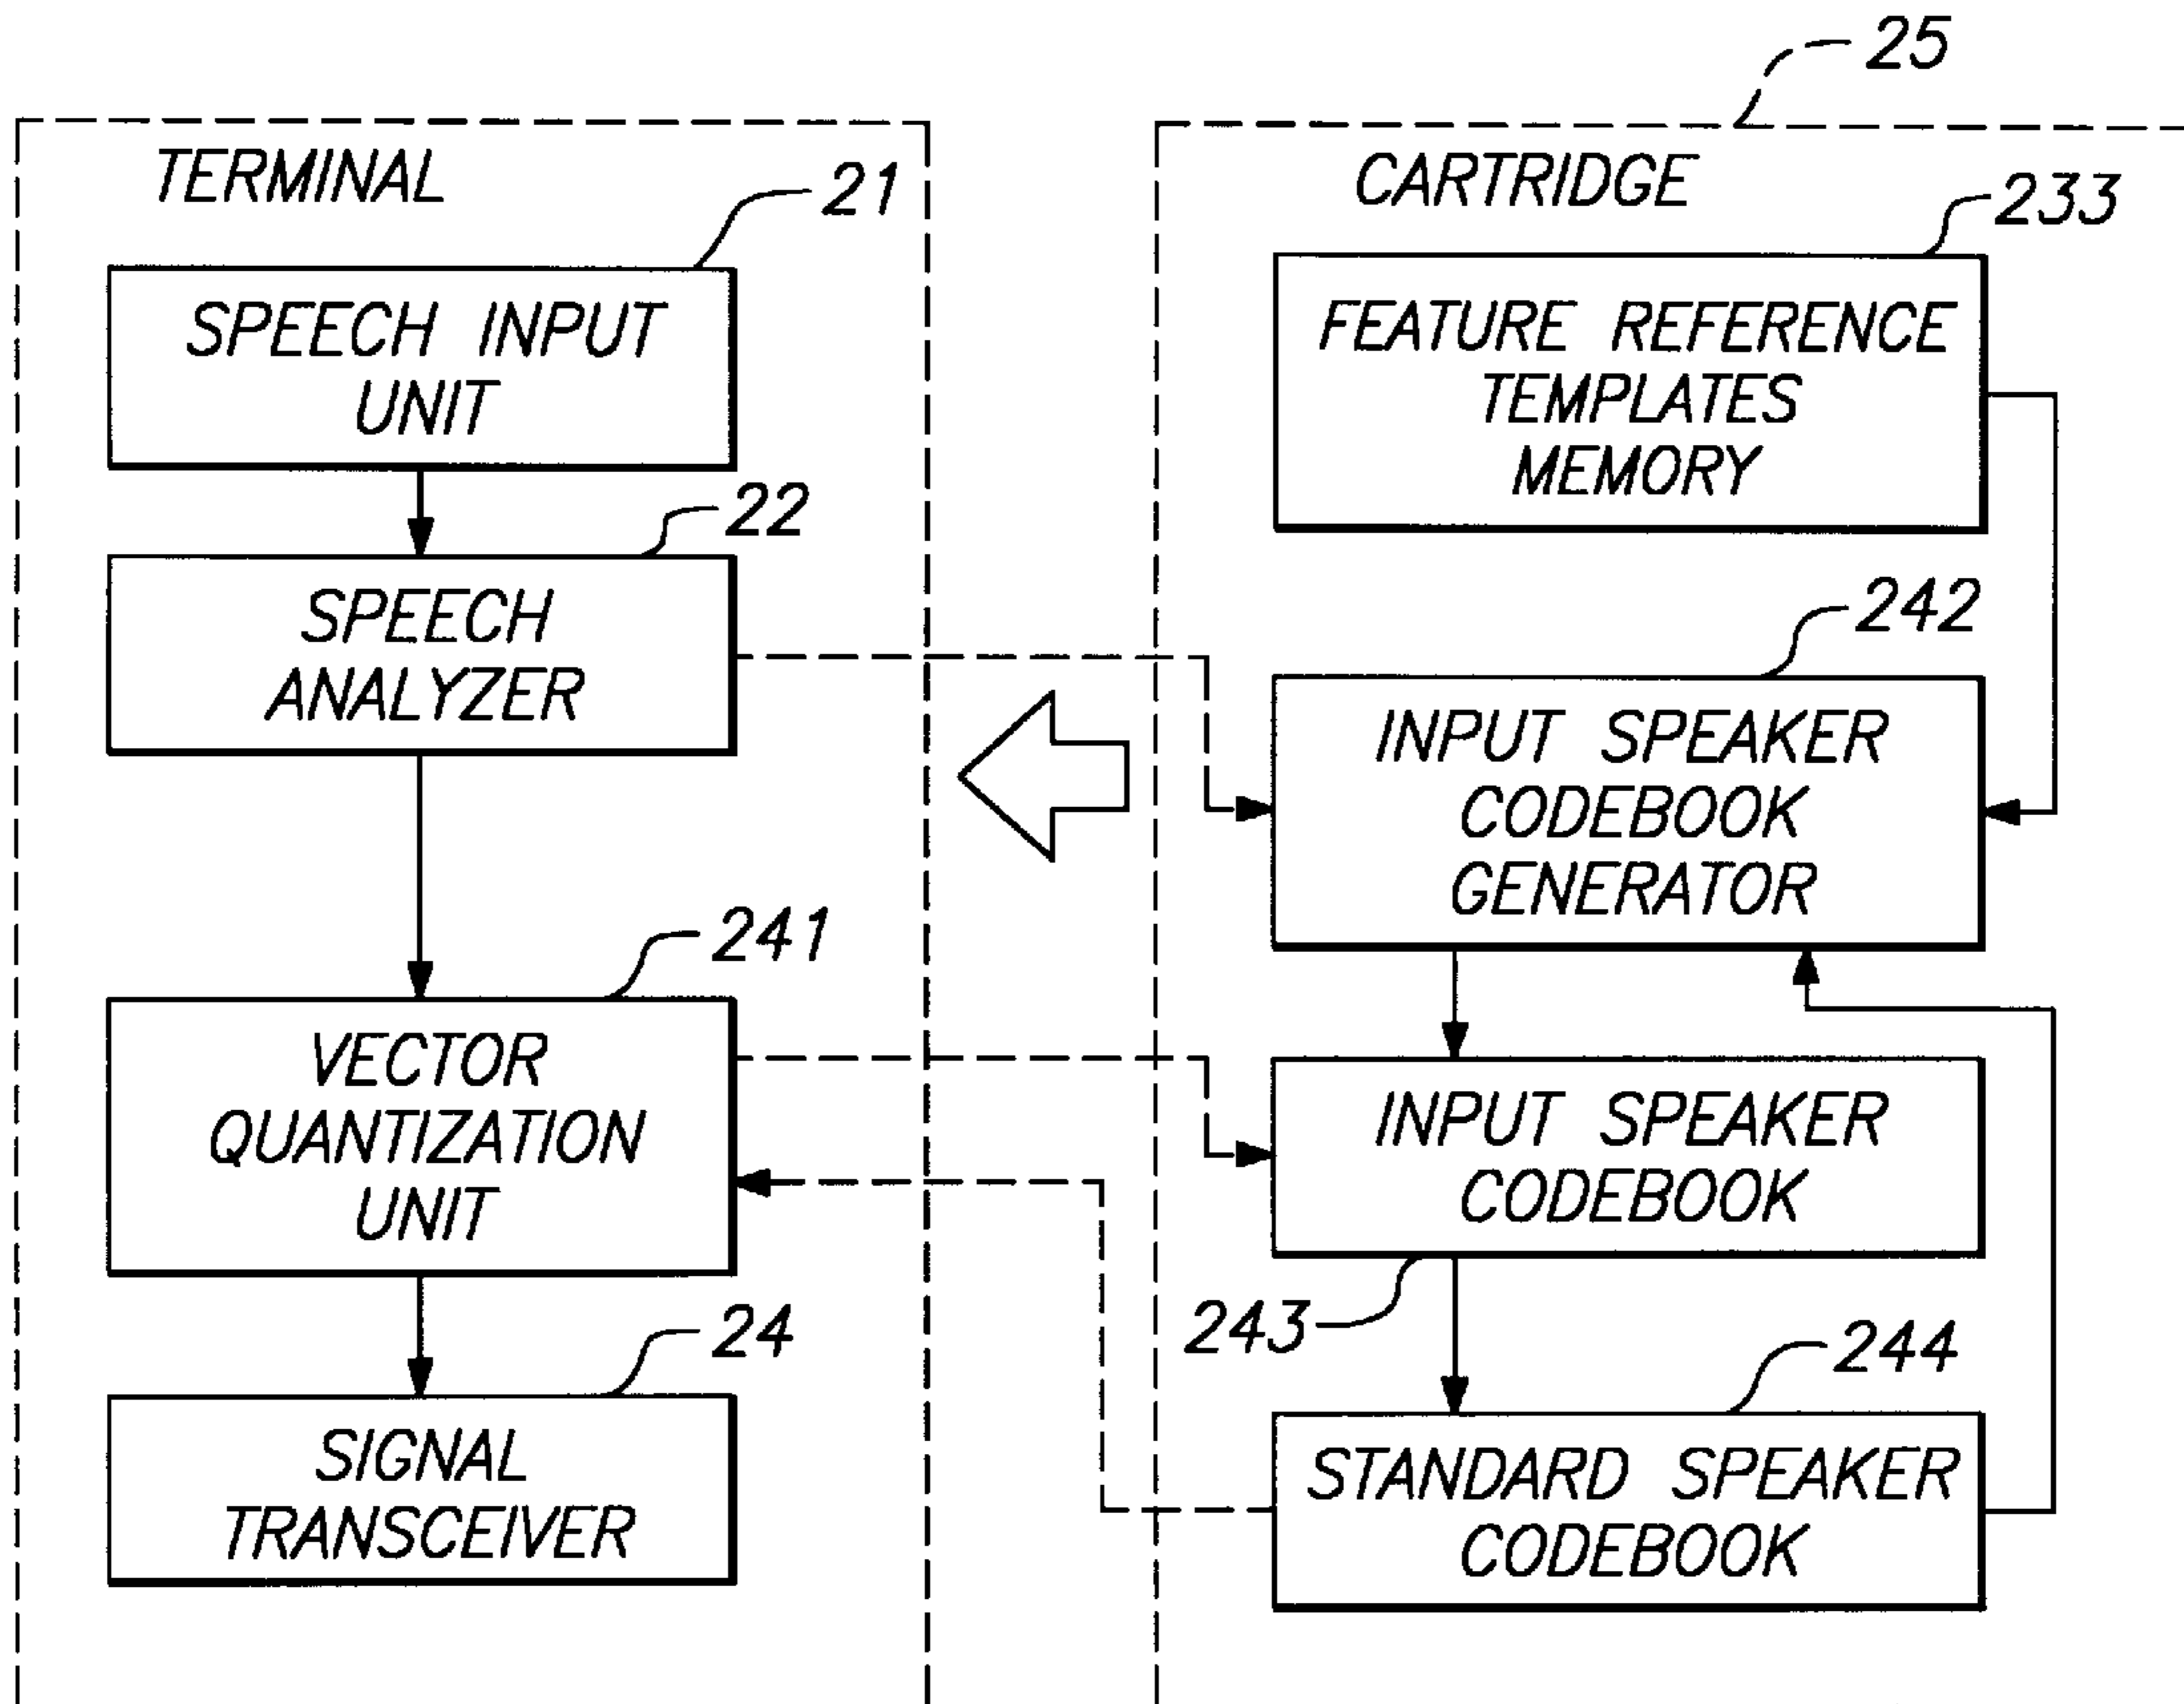 25
TERMINAL
21
SPEECH INPUT
UNIT
22
SPEECH
ANALYZER
241
VECTOR
QUANTIZATION
UNIT
24
SIGNAL
TRANSCEIVER
CARTRIDGE
233
FEATURE REFERENCE
TEMPLATES
MEMORY
242
INPUT SPEAKER
CODEBOOK
GENERATOR
INPUT SPEAKER
CODEBOOK
243
244
STANDARD SPEAKER
CODEBOOK